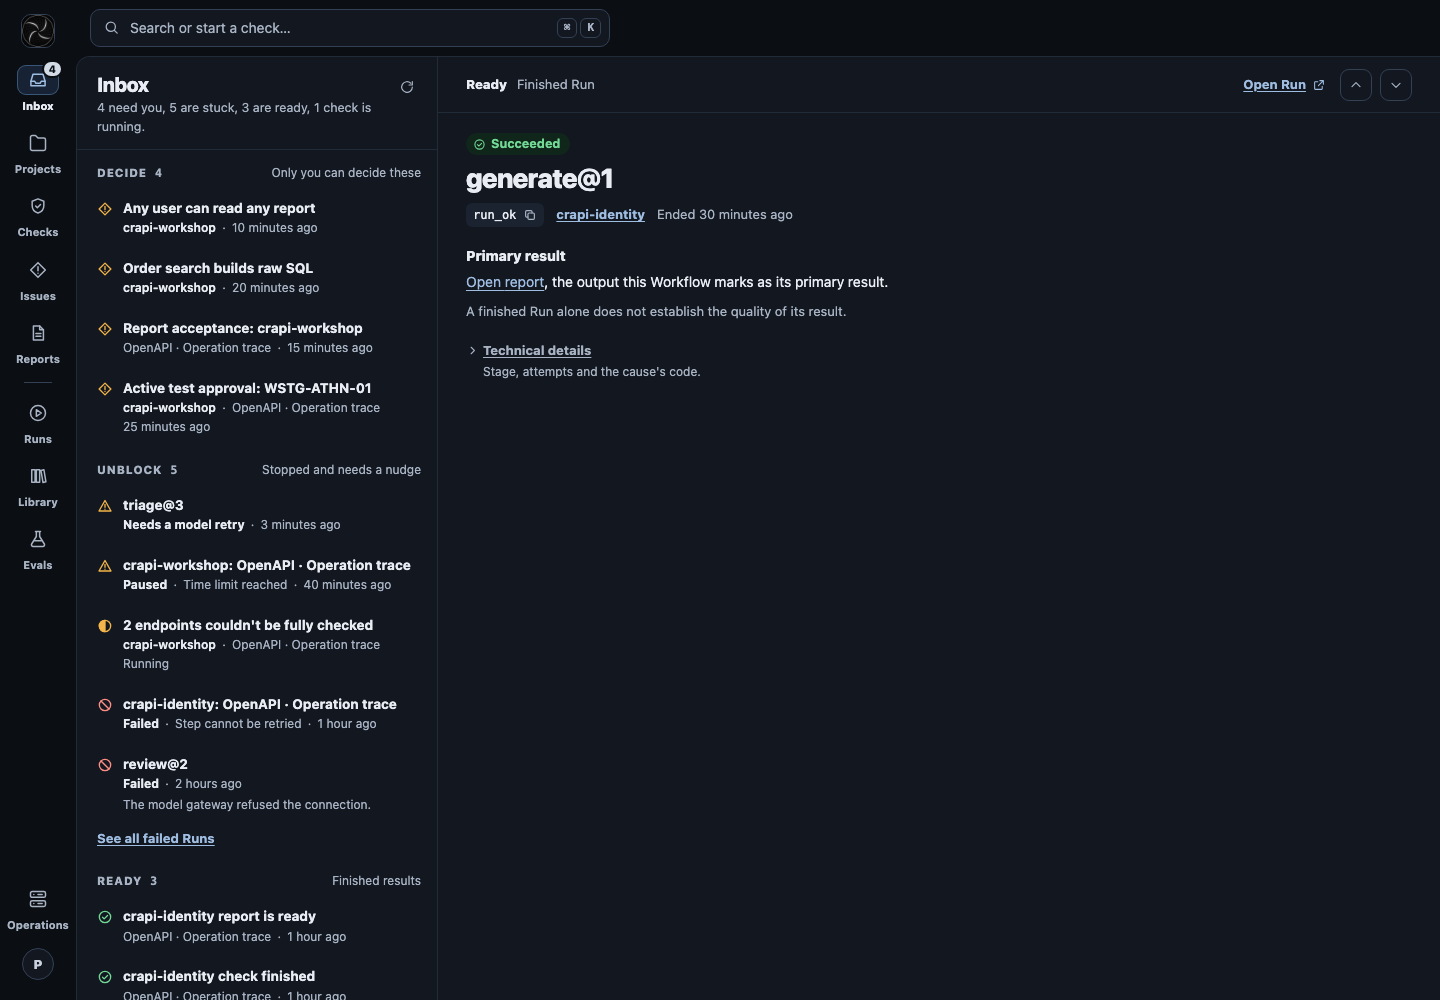 Search or start a check...
⌘ K
4
Inbox
Projects
Checks
Issues
Reports
Runs
Library
Evals
Operations
P
Inbox
4 need you, 5 are stuck, 3 are ready, 1 check is
running.
DECIDE 4 Only you can decide these
Any user can read any report
crapi-workshop · 10 minutes ago
Order search builds raw SQL
crapi-workshop · 20 minutes ago
Report acceptance: crapi-workshop
OpenAPI · Operation trace · 15 minutes ago
Active test approval: WSTG-ATHN-01
crapi-workshop · OpenAPI · Operation trace
25 minutes ago
UNBLOCK 5 Stopped and needs a nudge
triage@3
Needs a model retry · 3 minutes ago
crapi-workshop: OpenAPI · Operation trace
Paused · Time limit reached · 40 minutes ago
2 endpoints couldn't be fully checked
crapi-workshop · OpenAPI · Operation trace
Running
crapi-identity: OpenAPI · Operation trace
Failed · Step cannot be retried · 1 hour ago
review@2
Failed · 2 hours ago
The model gateway refused the connection.
See all failed Runs
READY 3 Finished results
crapi-identity report is ready
OpenAPI · Operation trace · 1 hour ago
crapi-identity check finished
OpenAPI · Operation trace · 1 hour ago
Ready Finished Run
Open Run
Succeeded
generate@1
run_ok crapi-identity Ended 30 minutes ago
Primary result
Open report, the output this Workflow marks as its primary result.
A finished Run alone does not establish the quality of its result.
Technical details
Stage, attempts and the cause's code.